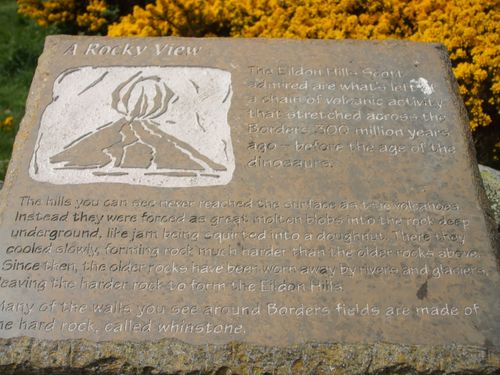 A Rocky View
The Eildon Hills Scott
admired are what's left
a chain of volcanic activity
that stretched across the
Borders 300 million years
ago - before the age of the
dinosaurs.
The hills you can see never reached the surface as true volcanoes.
Instead they were forced as great molten blobs into the rock deep
underground, like jam being squirted into a doughnut. There they
cooled slowly, forming rock much harder than the older rocks above.
Since then, the older rocks have been worn away by rivers and glaciers,
leaving the harder rock to form the Eildon Hills.
Many of the walls you see around Borders fields are made of
the hard rock, called whinstone.